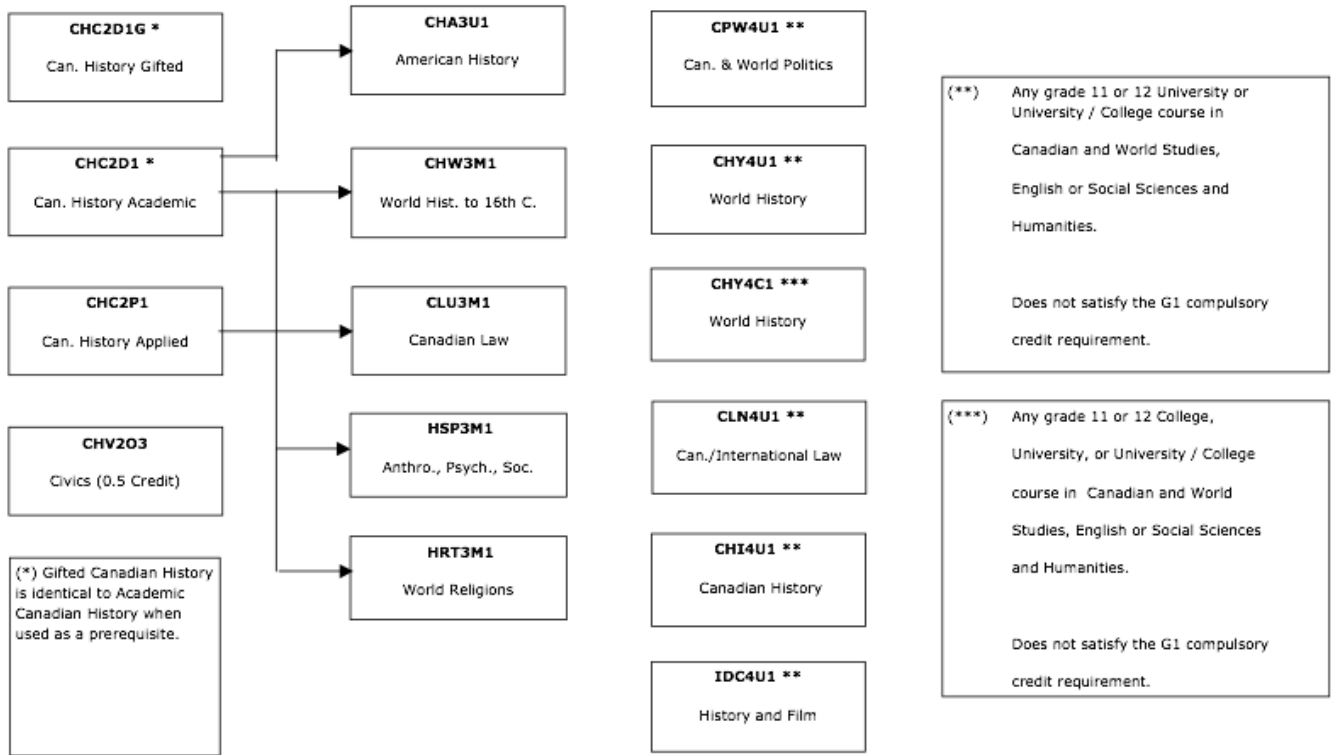 CHC2D1G *
Can. History Gifted
CHC2D1 *
Can. History Academic
CHC2P1
Can. History Applied
CHV2O3
Civics (0.5 Credit)
(*) Gifted Canadian History
is identical to Academic
Canadian History when
used as a prerequisite.
CHA3U1
American History
CHW3M1
World Hist. to 16th C.
CLU3M1
Canadian Law
HSP3M1
Anthro., Psych., Soc.
HRT3M1
World Religions
CPW4U1 **
Can. & World Politics
CHY4U1 **
World History
CHY4C1 ***
World History
CLN4U1 **
Can./International Law
CHI4U1 **
Canadian History
IDC4U1 **
History and Film
(**) Any grade 11 or 12 University or
University / College course in
Canadian and World Studies,
English or Social Sciences and
Humanities.
Does not satisfy the G1 compulsory
credit requirement.
(***) Any grade 11 or 12 College,
University, or University / College
course in Canadian and World
Studies, English or Social Sciences
and Humanities.
Does not satisfy the G1 compulsory
credit requirement.